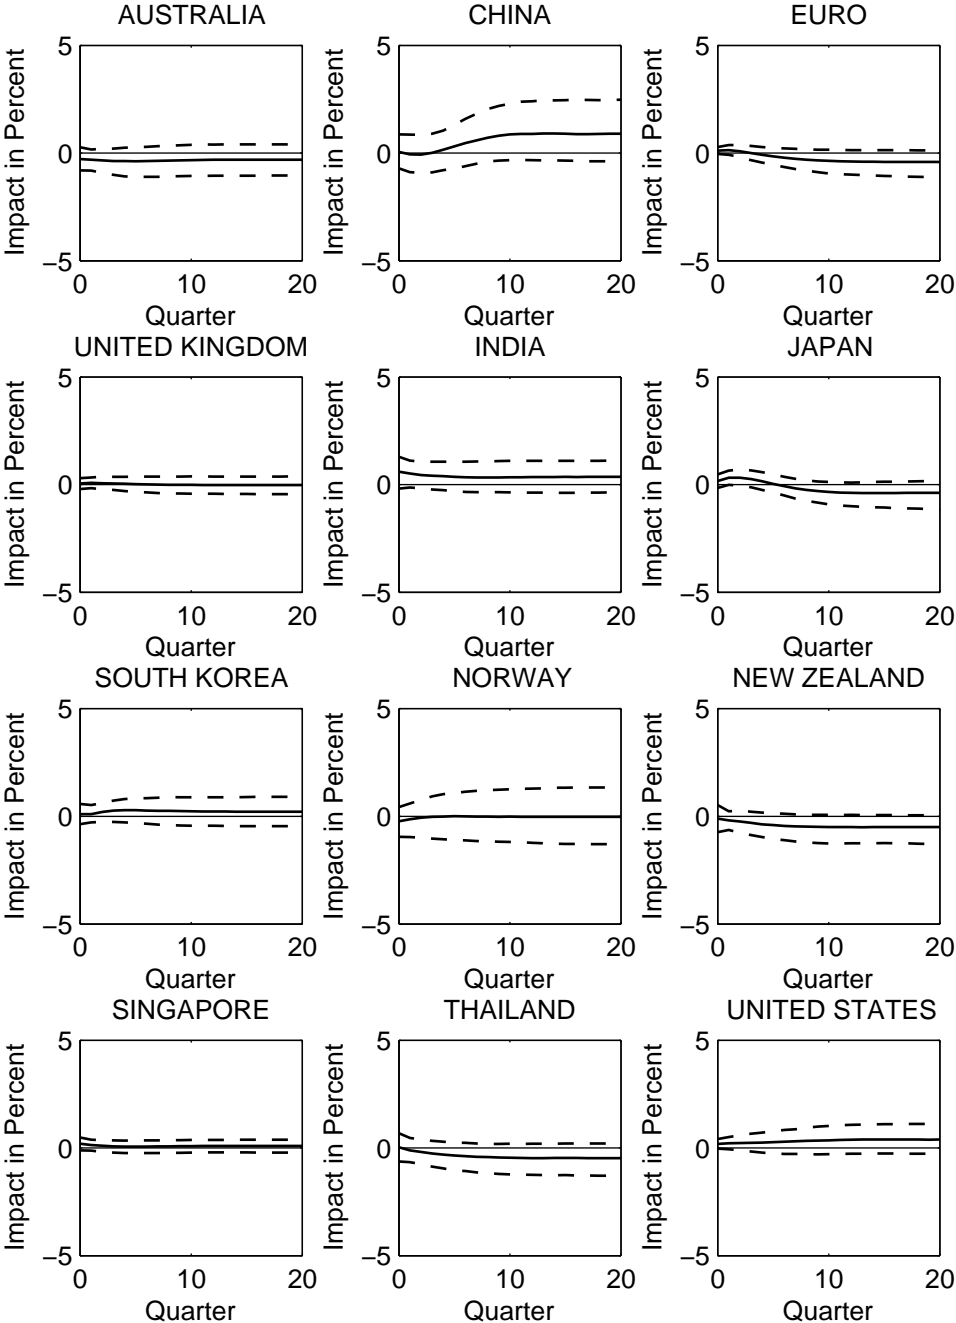 AUSTRALIA
CHINA
EURO
5
0
−5
Impact in Percent
0 10 20
Quarter
5
0
−5
Impact in Percent
0 10 20
Quarter
5
0
−5
Impact in Percent
0 10 20
Quarter
UNITED KINGDOM
INDIA
JAPAN
5
0
−5
Impact in Percent
0 10 20
Quarter
5
0
−5
Impact in Percent
0 10 20
Quarter
5
0
−5
Impact in Percent
0 10 20
Quarter
SOUTH KOREA
NORWAY
NEW ZEALAND
5
0
−5
Impact in Percent
0 10 20
Quarter
5
0
−5
Impact in Percent
0 10 20
Quarter
5
0
−5
Impact in Percent
0 10 20
Quarter
SINGAPORE
THAILAND
UNITED STATES
5
0
−5
Impact in Percent
0 10 20
Quarter
5
0
−5
Impact in Percent
0 10 20
Quarter
5
0
−5
Impact in Percent
0 10 20
Quarter